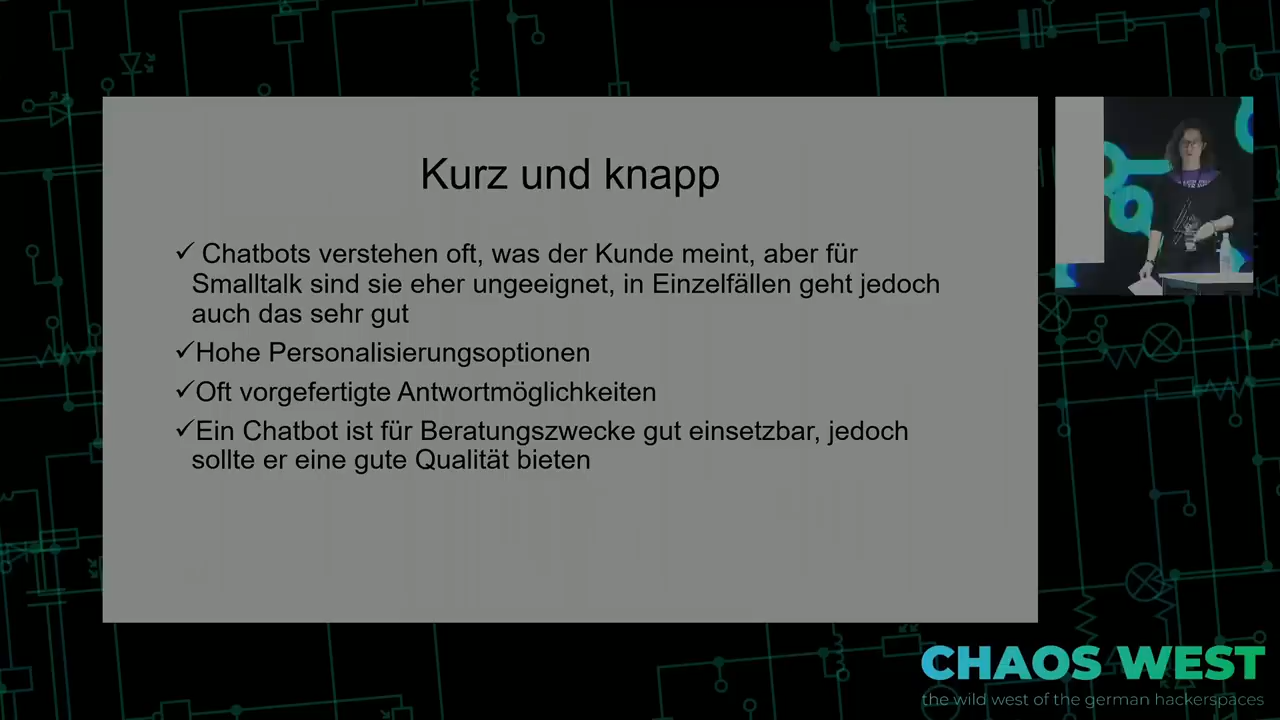 Kurz und knapp
✓ Chatbots verstehen oft, was der Kunde meint, aber für
Smalltalk sind sie eher ungeeignet, in Einzelfällen geht jedoch
auch das sehr gut
✓Hohe Personalisierungsoptionen
✓Oft vorgefertigte Antwortmöglichkeiten
✓Ein Chatbot ist für Beratungszwecke gut einsetzbar, jedoch
sollte er eine gute Qualität bieten
CHAOS WEST
the wild west of the german hackerspaces